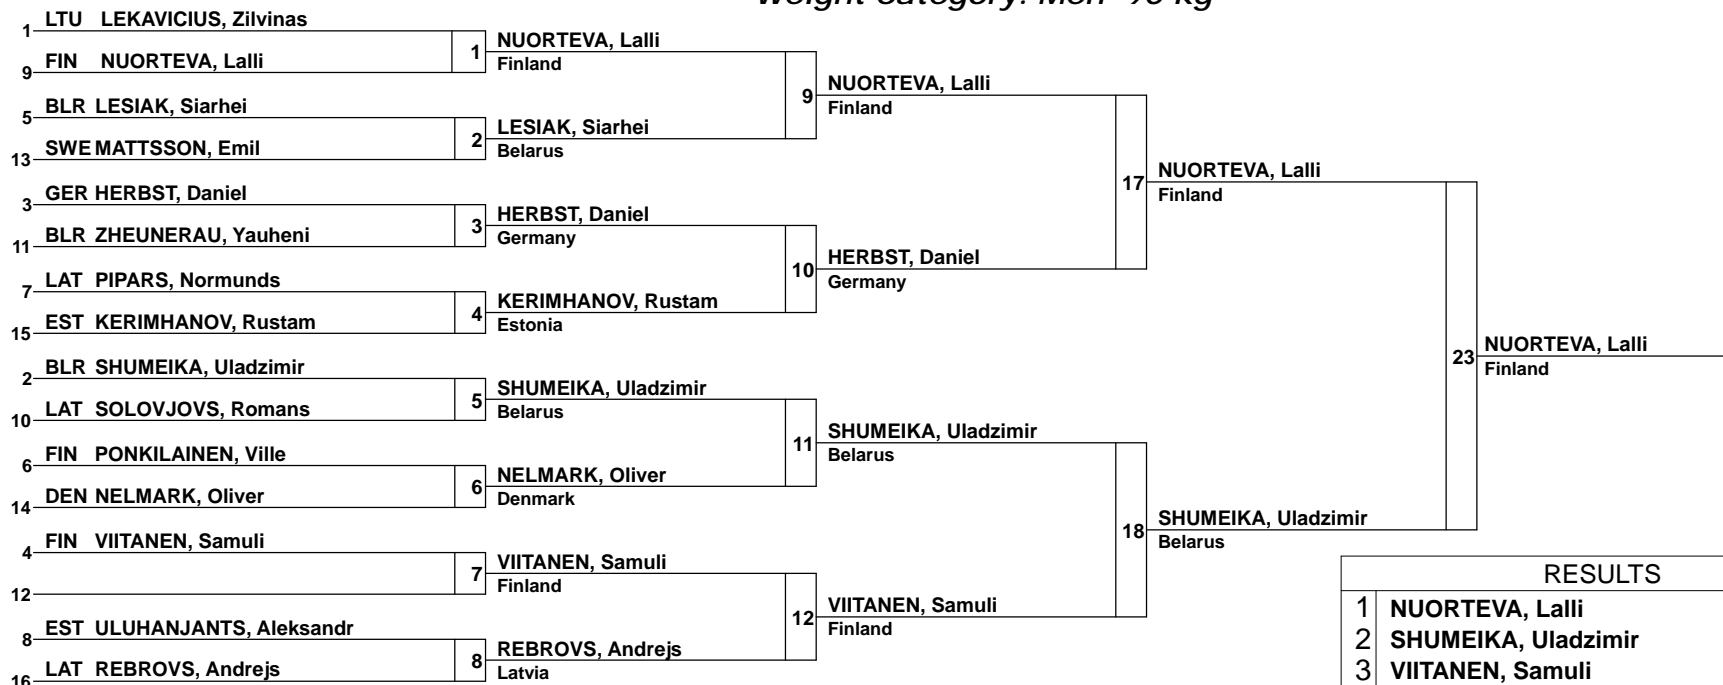 Weight category: Men -90 kg
1 LTU LEKAVICIUS, Zilvinas
9 FIN NUORTEVA, Lalli
1
NUORTEVA, Lalli
Finland
5 BLR LESIAK, Siarhei
13 SWE MATTSSON, Emil
2
LESIAK, Siarhei
Belarus
9
NUORTEVA, Lalli
Finland
3 GER HERBST, Daniel
11 BLR ZHEUNERAU, Yauheni
3
HERBST, Daniel
Germany
7 LAT PIPARS, Normunds
15 EST KERIMHANOV, Rustam
4
KERIMHANOV, Rustam
Estonia
10
HERBST, Daniel
Germany
17
NUORTEVA, Lalli
Finland
2 BLR SHUMEIKA, Uladzimir
10 LAT SOLOVJOVS, Romans
5
SHUMEIKA, Uladzimir
Belarus
6 FIN PONKILAINEN, Ville
14 DEN NELMARK, Oliver
6
NELMARK, Oliver
Denmark
11
SHUMEIKA, Uladzimir
Belarus
4 FIN VIITANEN, Samuli
12
7
VIITANEN, Samuli
Finland
8 EST ULUHANJANTS, Aleksandr
16 LAT REBROVS, Andrejs
8
REBROVS, Andrejs
Latvia
12
VIITANEN, Samuli
Finland
18
SHUMEIKA, Uladzimir
Belarus
23
NUORTEVA, Lalli
Finland
RESULTS
1 NUORTEVA, Lalli
2 SHUMEIKA, Uladzimir
3 VIITANEN, Samuli